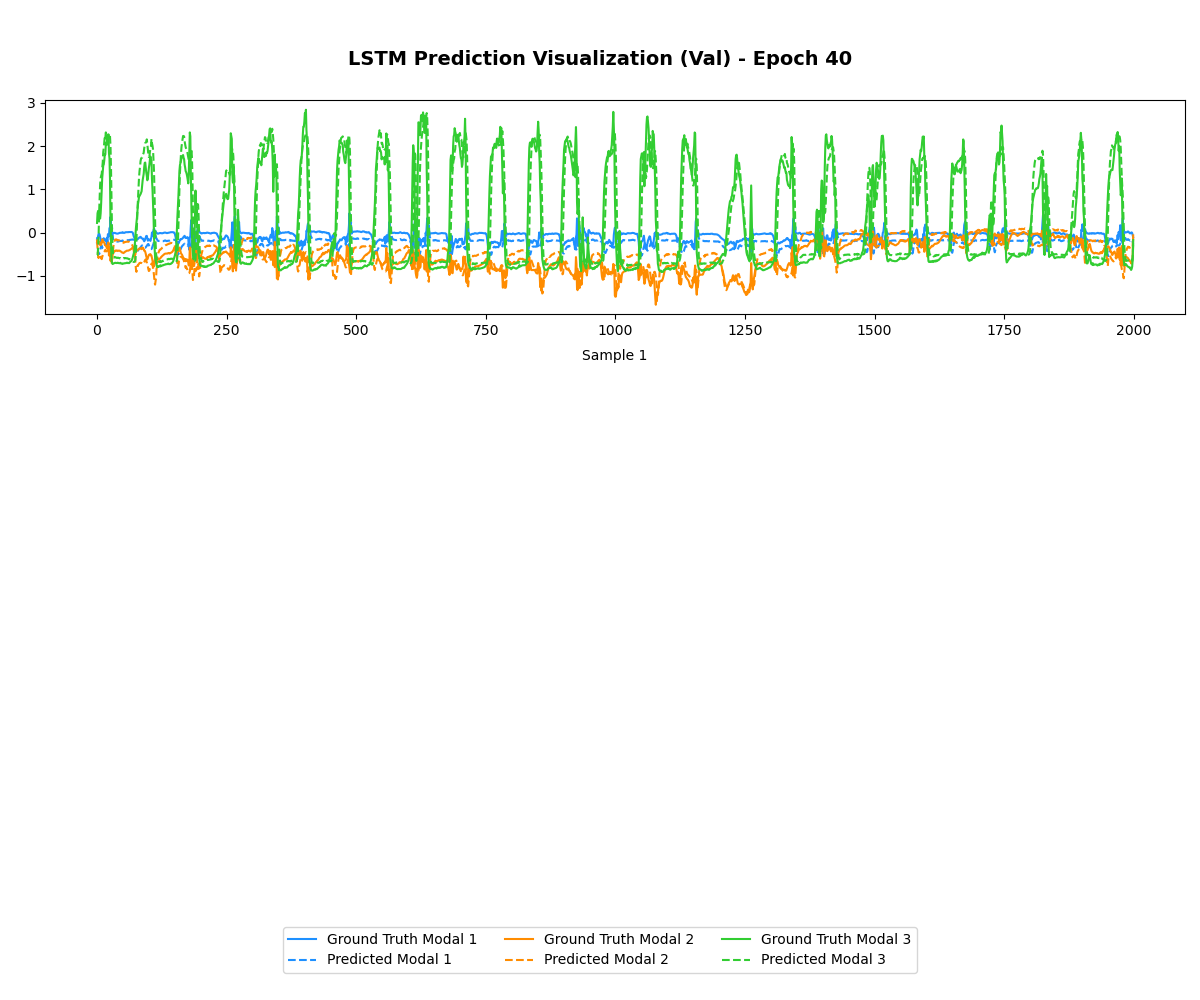 LSTM Prediction Visualization (Val) - Epoch 40
3
2
1
0
−1
0 250 500 750 1000 1250 1500 1750 2000
Sample 1
Ground Truth Modal 1 Ground Truth Modal 2 Ground Truth Modal 3
Predicted Modal 1 Predicted Modal 2 Predicted Modal 3